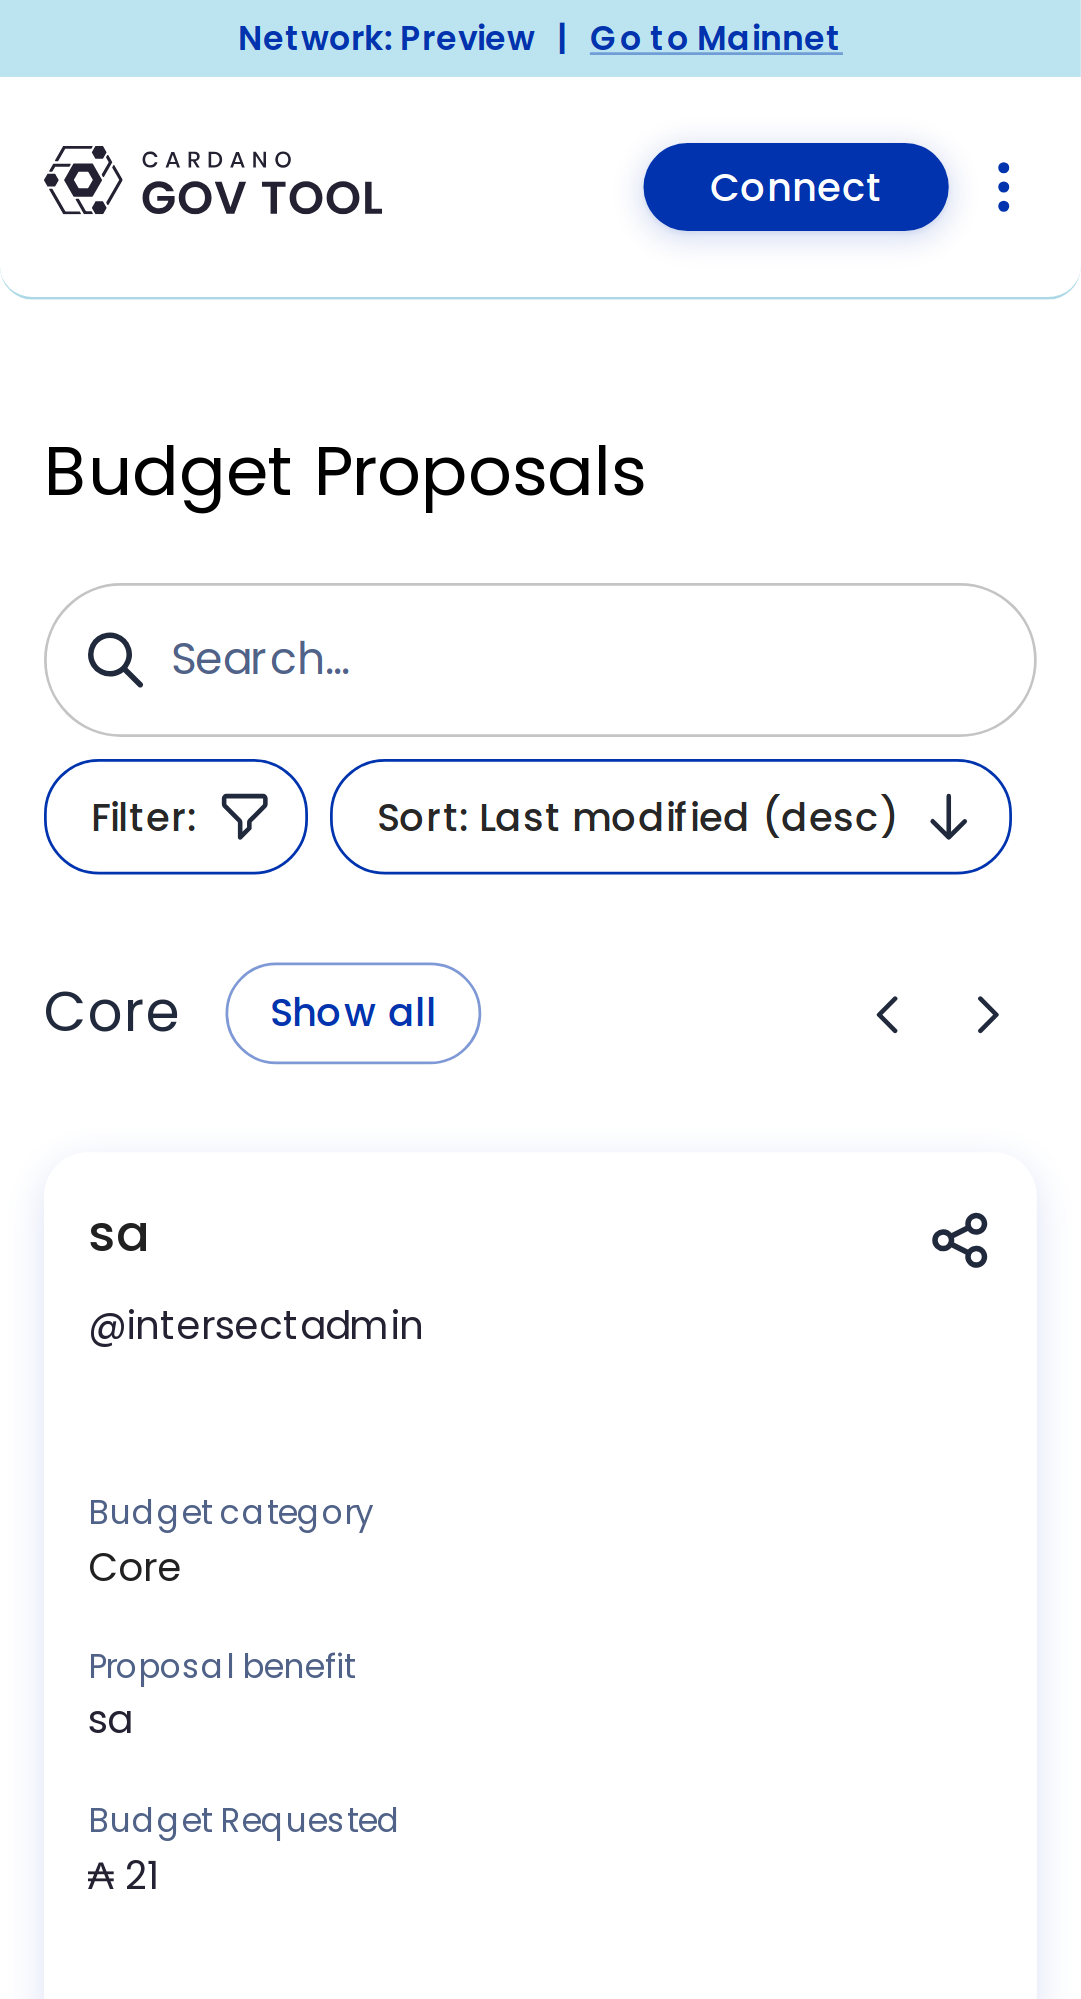 Network: Preview | Go to Mainnet
CARDANO
GOV TOOL
Connect
Budget Proposals
Search...
Filter:
Sort: Last modified (desc)
Core
Show all
sa
@intersectadmin
Budget category
Core
Proposal benefit
sa
Budget Requested
₳ 21